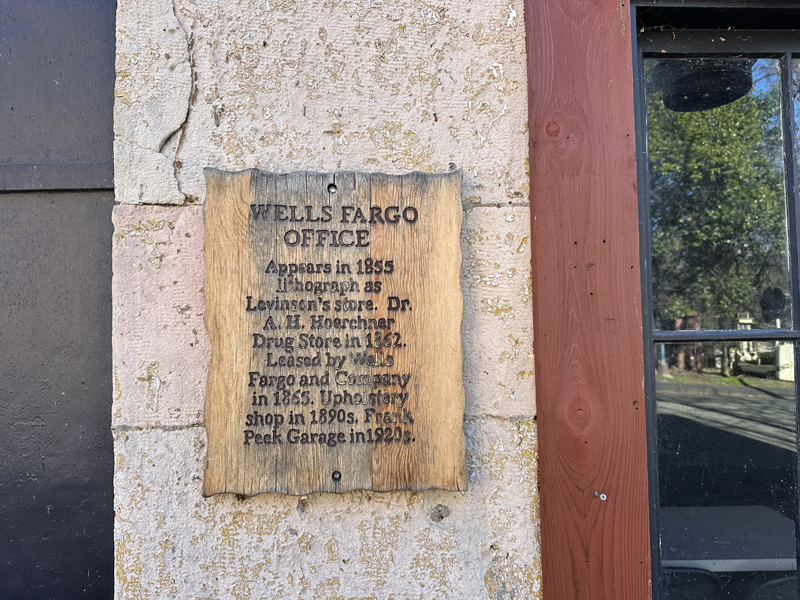 WELLS FARGO
OFFICE
Appears in 1855
lithograph as
Levinson's store. Dr.
A. H. Hoerchner
Drug Store in 1862.
Leased by Wells
Fargo and Company
in 1865. Upholstery
shop in 1890s. Frank
Peek Garage in 1920s.